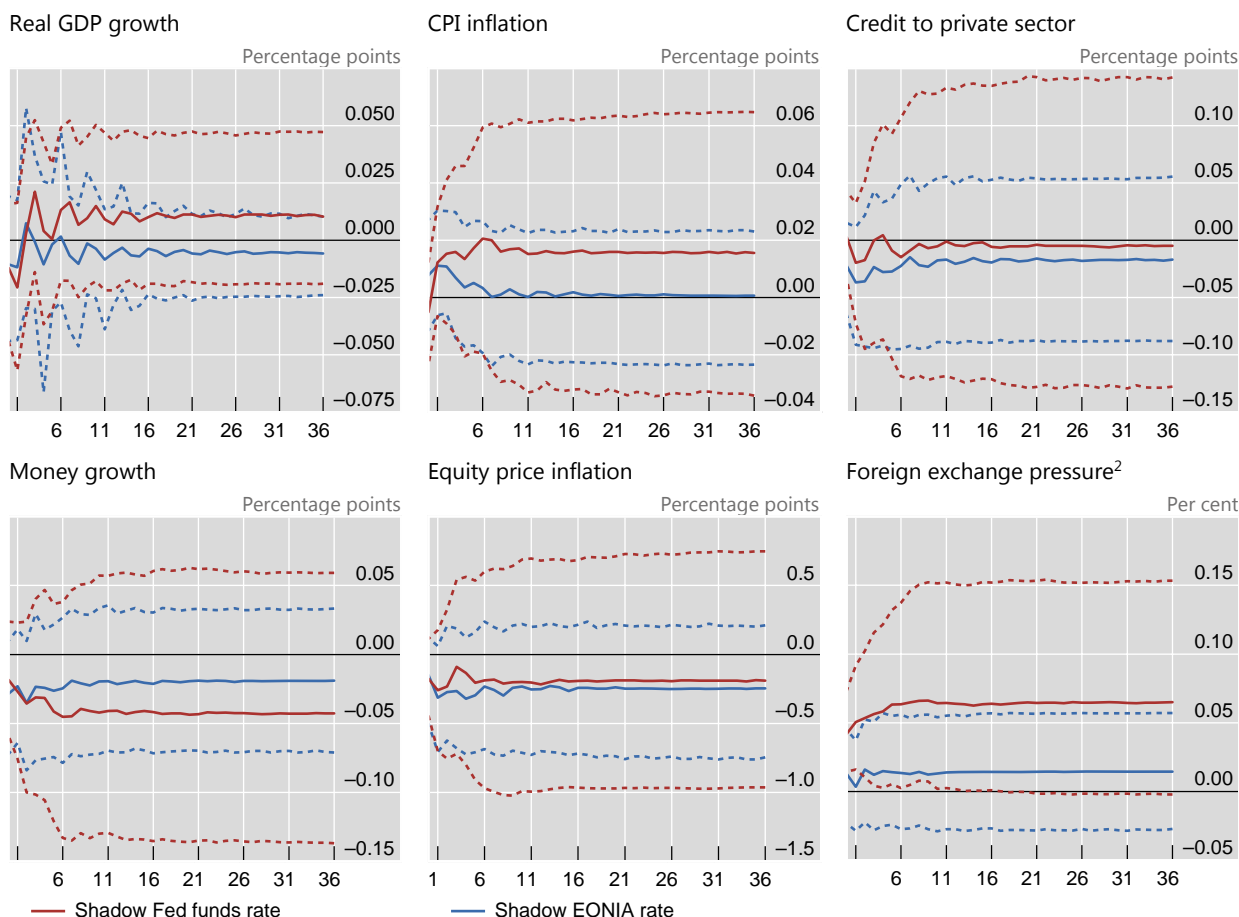 Real GDP growth
CPI inflation
Credit to private sector
Percentage points
Percentage points
Percentage points
0.050
0.025
0.000
–0.025
–0.050
–0.075
6 11 16 21 26 31 36
0.06
0.04
0.02
0.00
–0.02
–0.04
6 11 16 21 26 31 36
0.10
0.05
0.00
–0.05
–0.10
–0.15
6 11 16 21 26 31 36
Money growth
Equity price inflation
Foreign exchange pressure2
Percentage points
Percentage points
Per cent
0.05
0.00
–0.05
–0.10
–0.15
6 11 16 21 26 31 36
0.5
0.0
–0.5
–1.0
–1.5
1 6 11 16 21 26 31 36
0.15
0.10
0.05
0.00
–0.05
6 11 16 21 26 31 36
Shadow Fed funds rate
Shadow EONIA rate